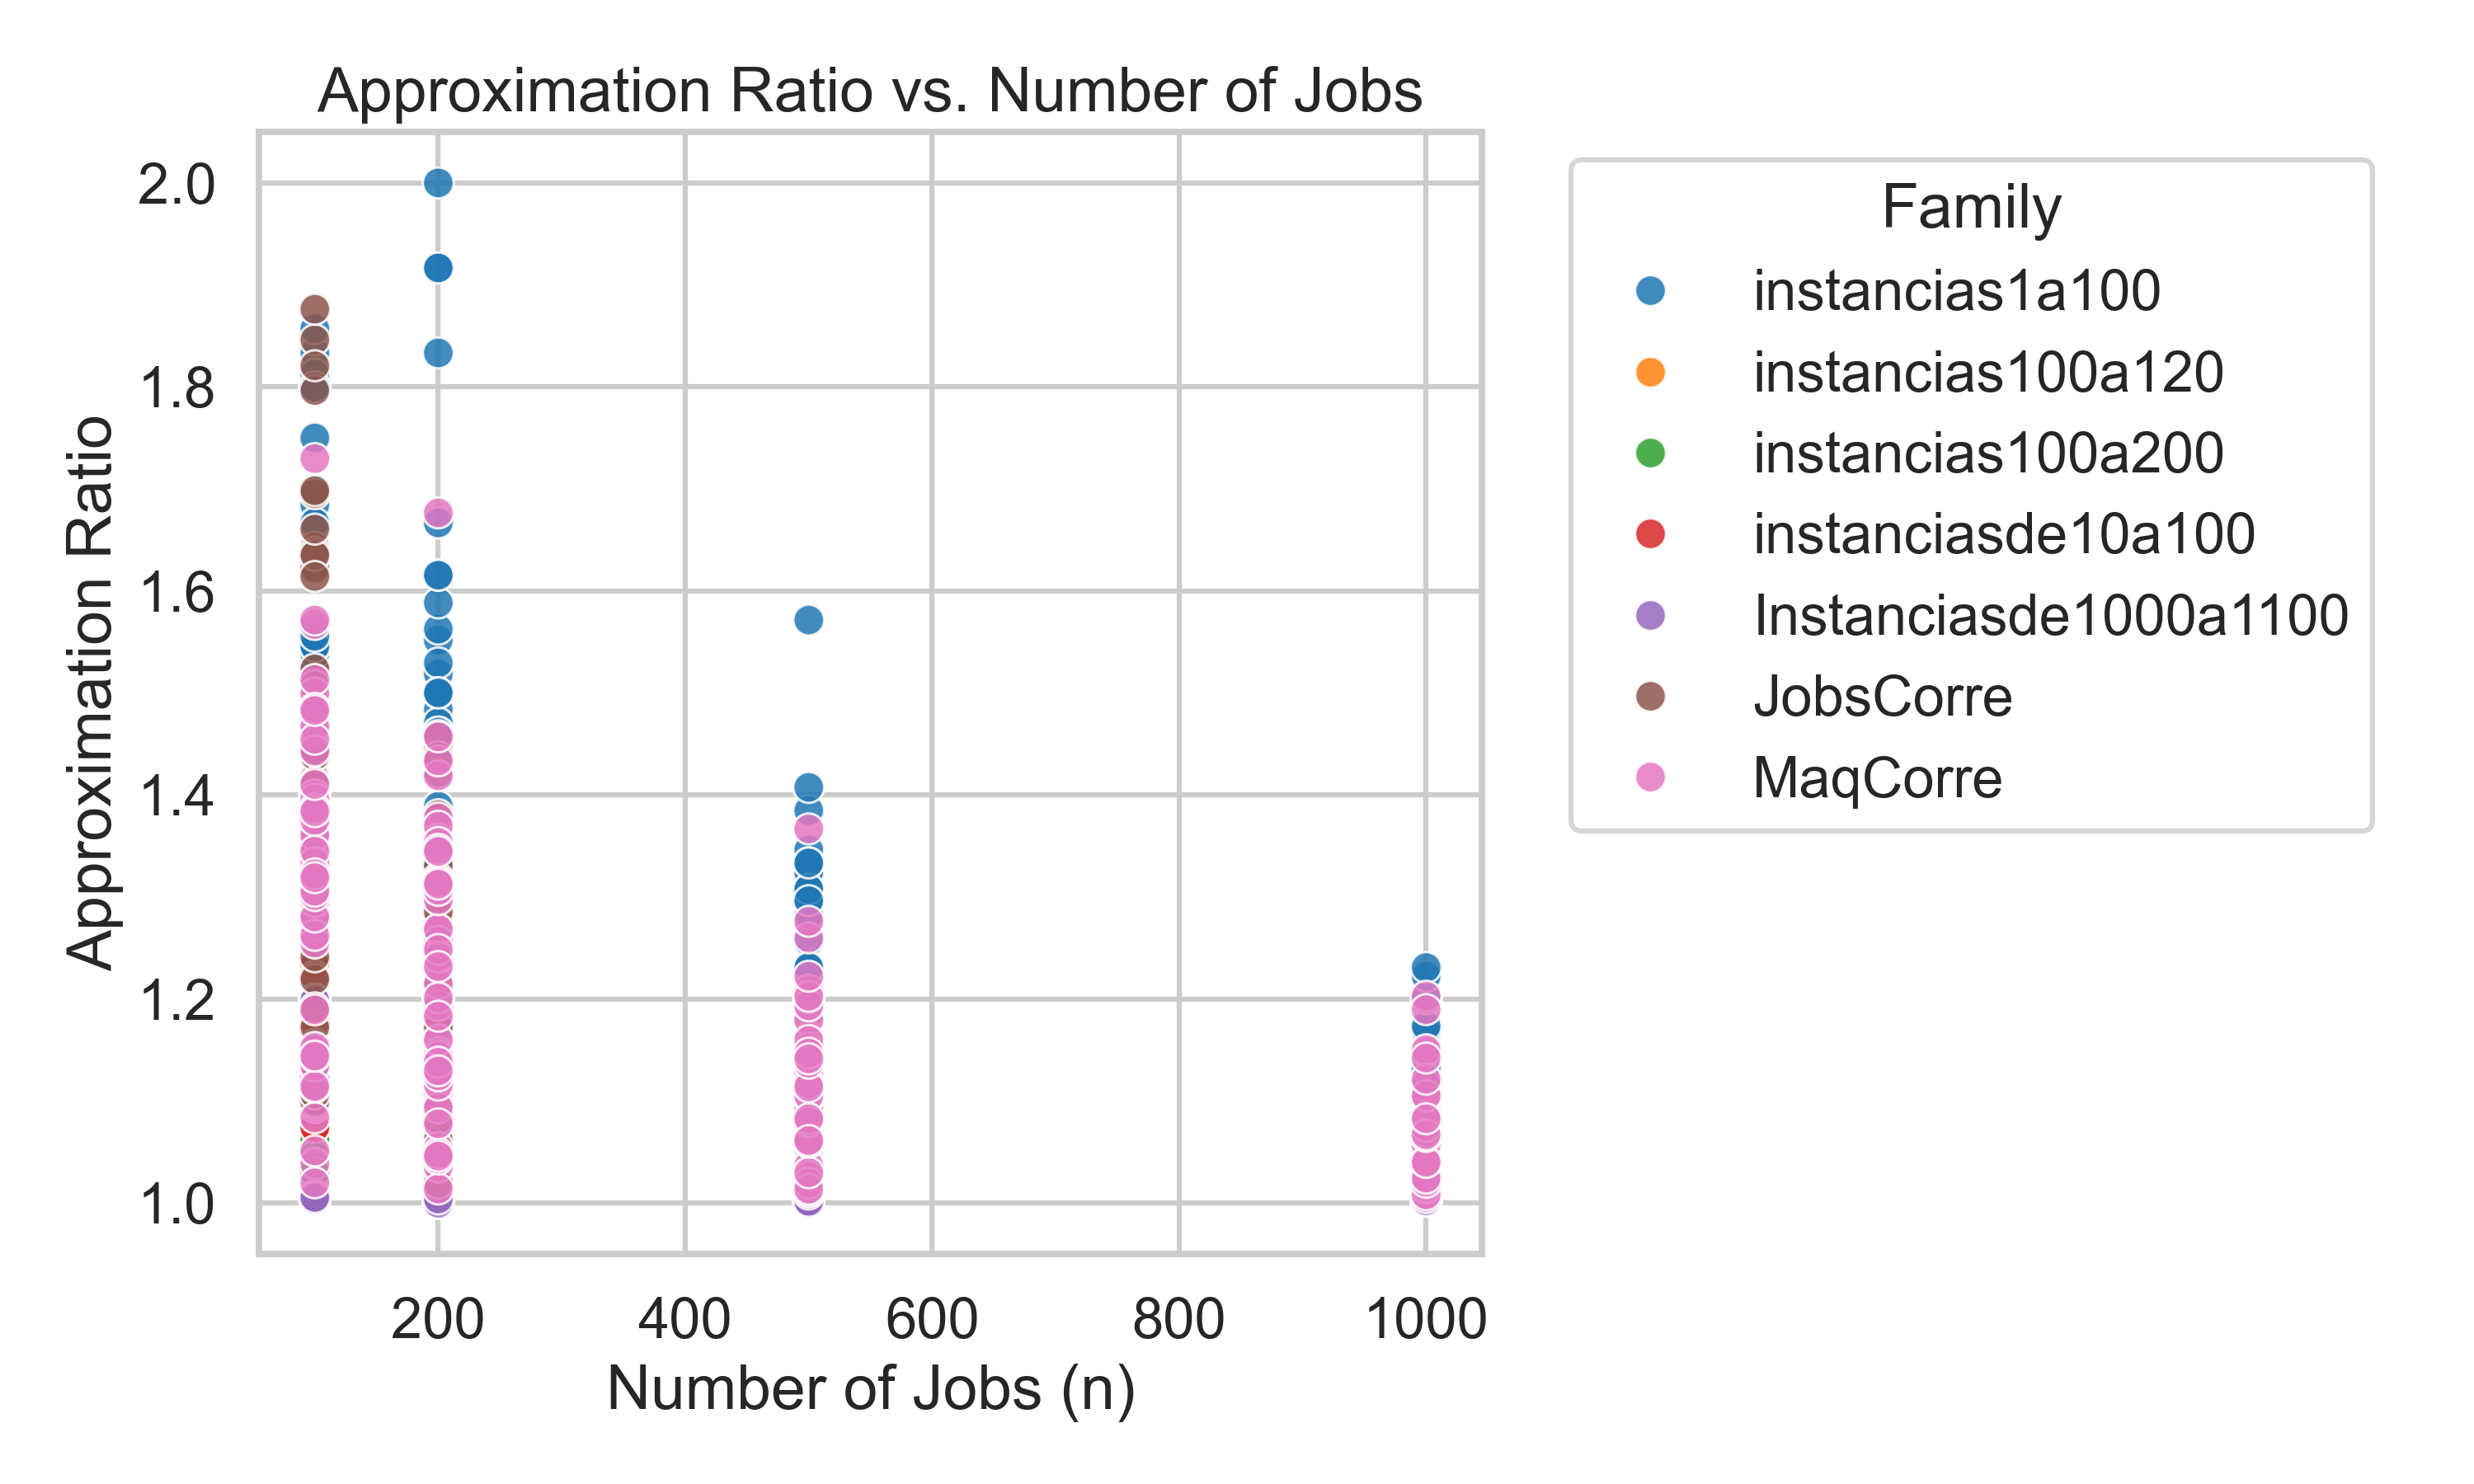 Approximation Ratio vs. Number of Jobs
Approximation Ratio
2.0
1.8
1.6
1.4
1.2
1.0
200 400 600 800 1000
Number of Jobs (n)
Family
instancias1a100
instancias100a120
instancias100a200
instanciasde10a100
Instanciasde1000a1100
JobsCorre
MaqCorre